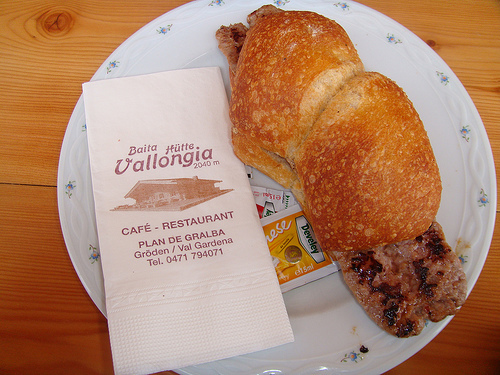 Baita Hütte
Vallongia
2040 m
CAFÉ - RESTAURANT
PLAN DE GRALBA
Gröden / Val Gardena
Tel. 0471 794071
Develey